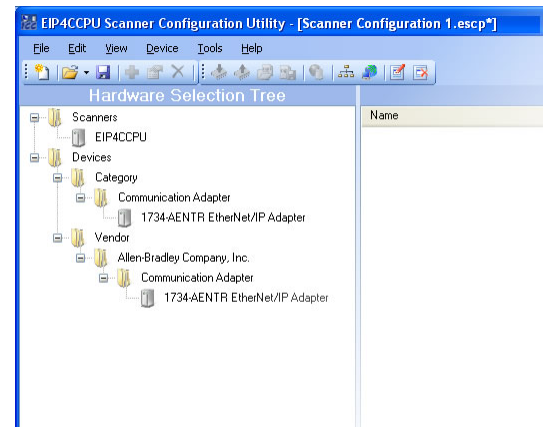 EIP4CCPU Scanner Configuration Utility - [Scanner Configuration 1.escp*]
File Edit View Device Tools Help
Hardware Selection Tree
Name
Scanners
EIP4CCPU
Devices
Category
Communication Adapter
1734-AENTR EtherNet/IP Adapter
Vendor
Allen-Bradley Company, Inc.
Communication Adapter
1734-AENTR EtherNet/IP Adapter